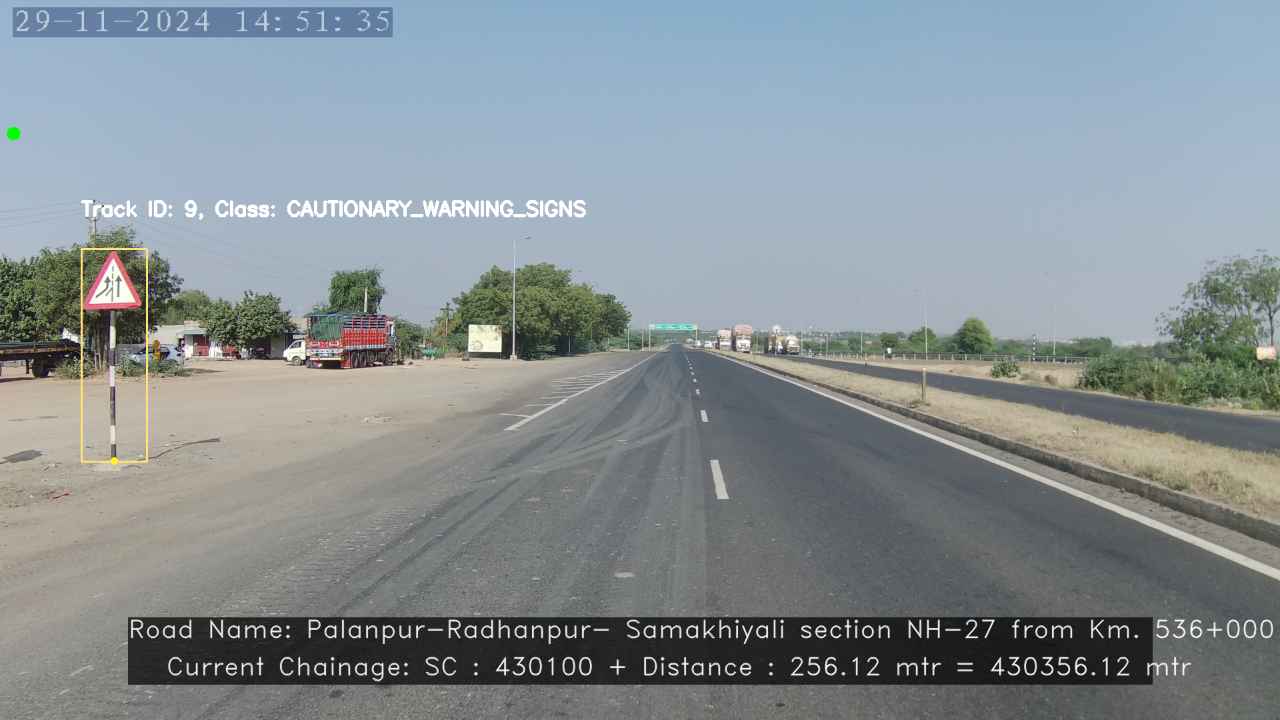 29-11-2024 14:51:35
Track ID: 9, Class: CAUTIONARY_WARNING_SIGNS
Road Name: Palanpur-Radhanpur- Samakhiyali section NH-27 from Km. 536+000
Current Chainage: SC : 430100 + Distance : 256.12 mtr = 430356.12 mtr